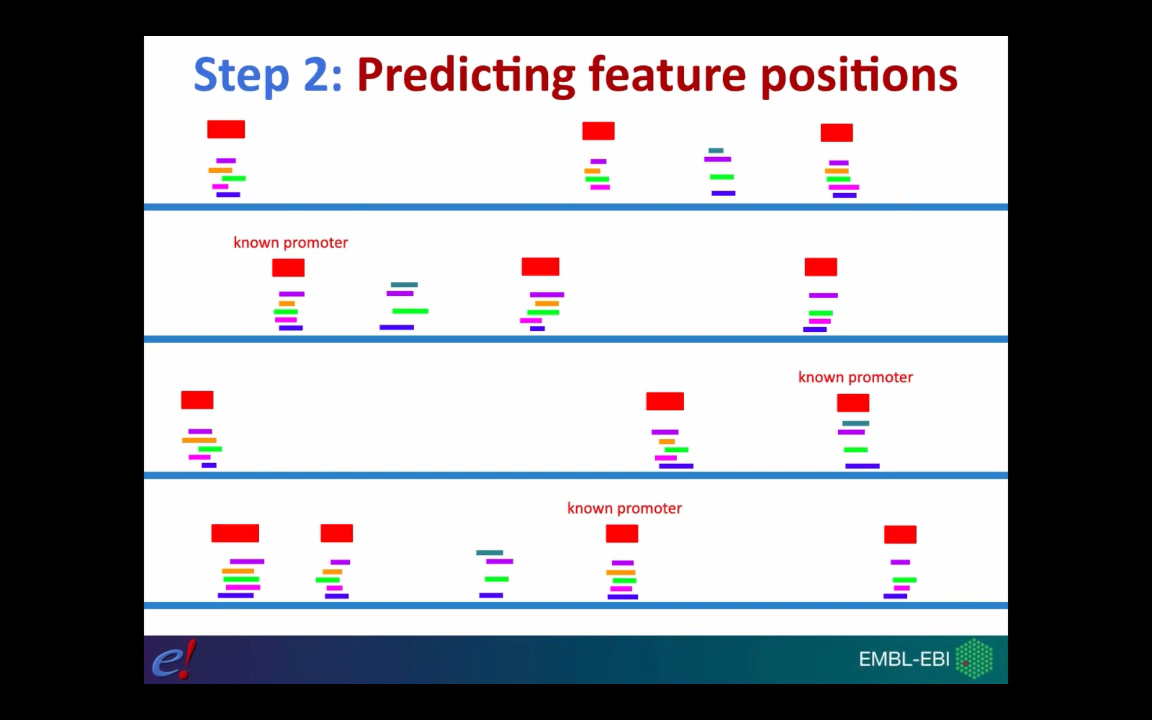 Step 2: Predicting feature positions
known promoter
known promoter
known promoter
e!
EMBL-EBI